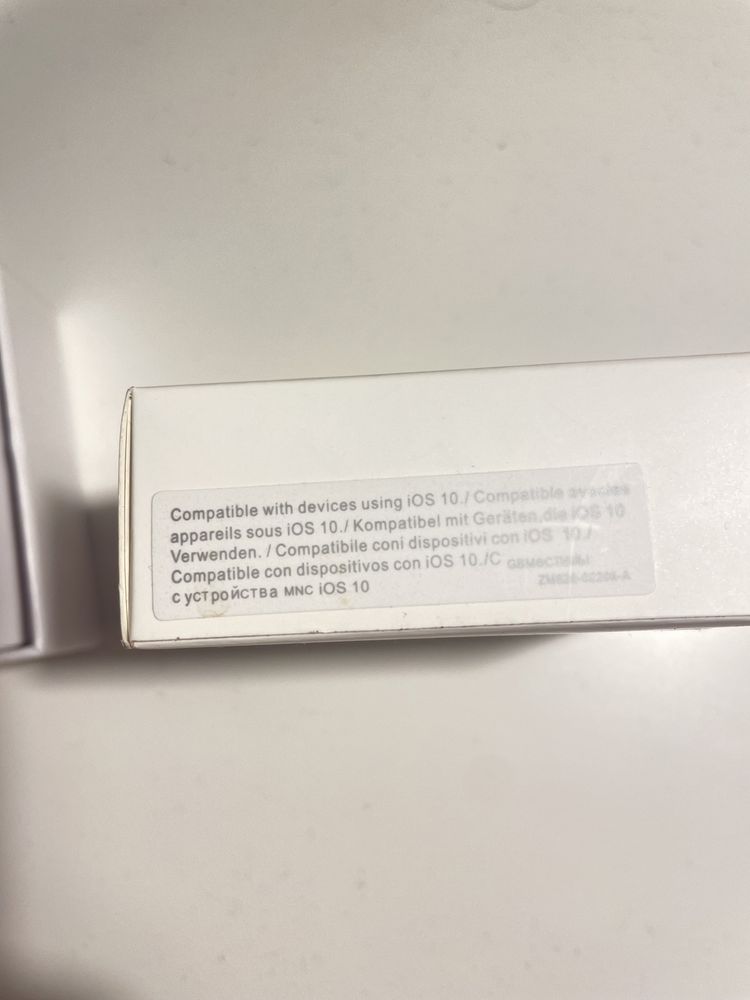 Compatible with devices using iOS 10./ Compatible
appareils sous iOS 10./ Kompatibel mit Geräten,die iOS 10
Verwenden. / Compatibile coni dispositivi con iOS 10./
Compatible con dispositivos con iOS 10./C
с устройства MNC iOS 10